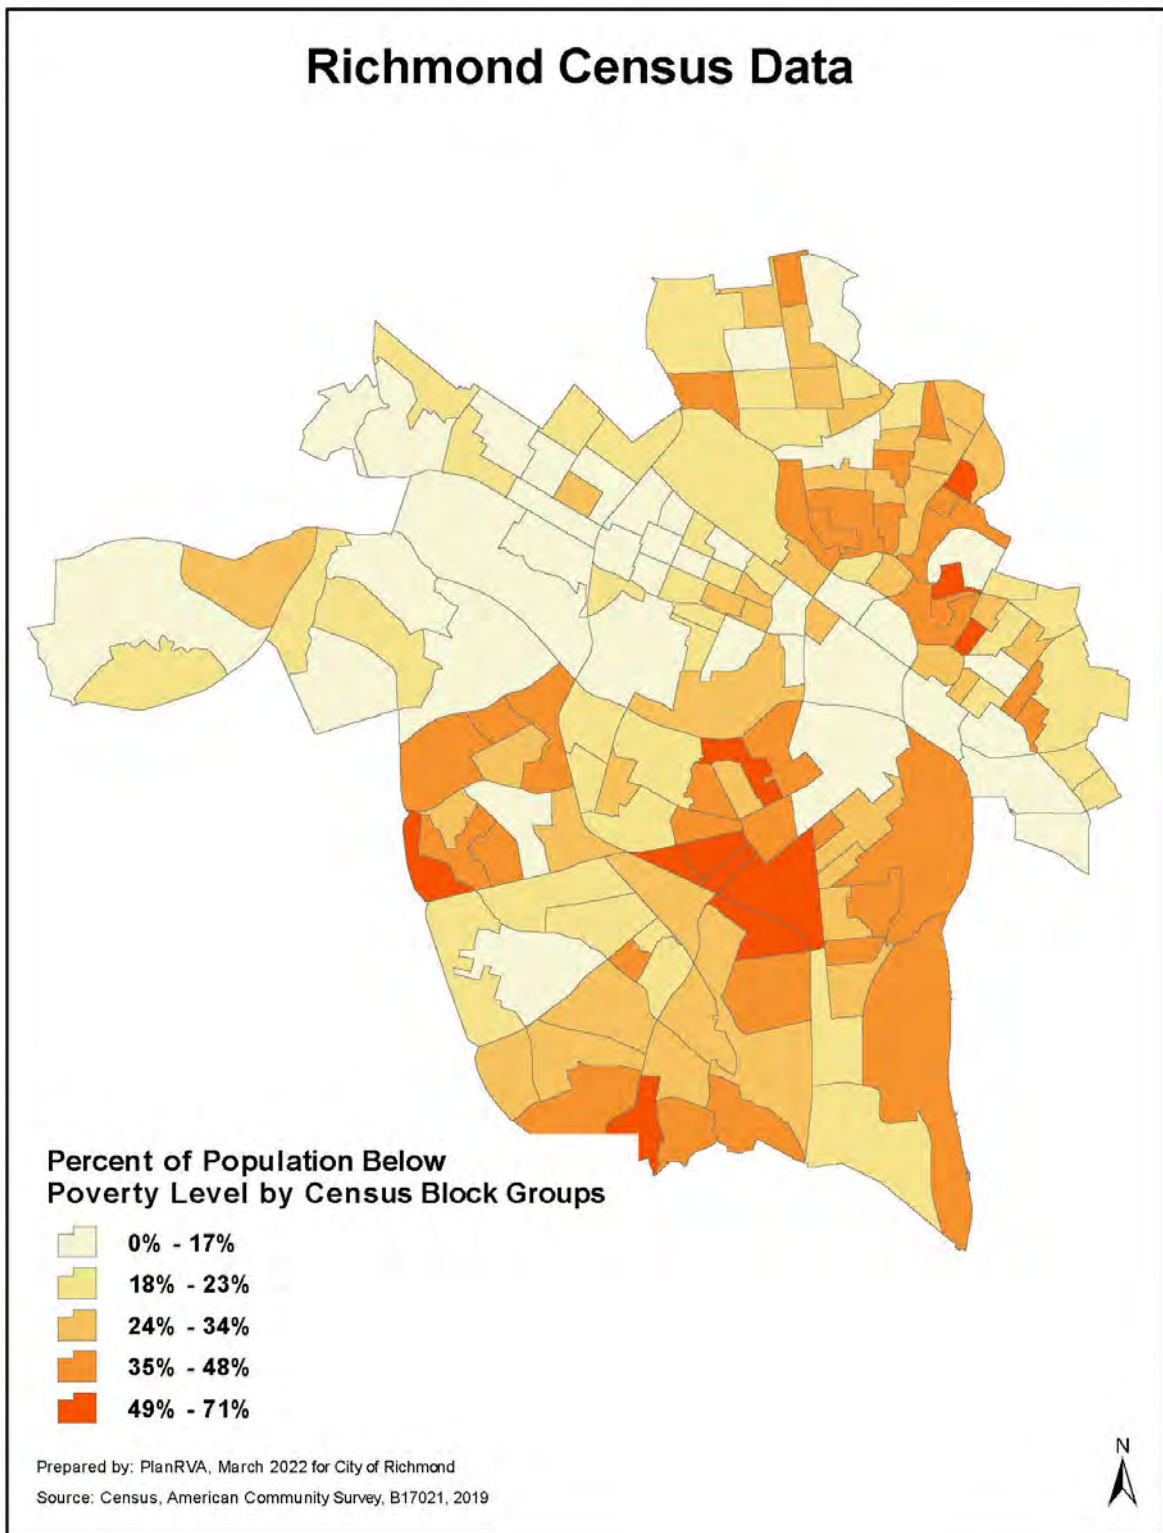 Richmond Census Data
Percent of Population Below
Poverty Level by Census Block Groups
0% - 17%
18% - 23%
24% - 34%
35% - 48%
49% - 71%
Prepared by: PlanRVA, March 2022 for City of Richmond
Source: Census, American Community Survey, B17021, 2019
N